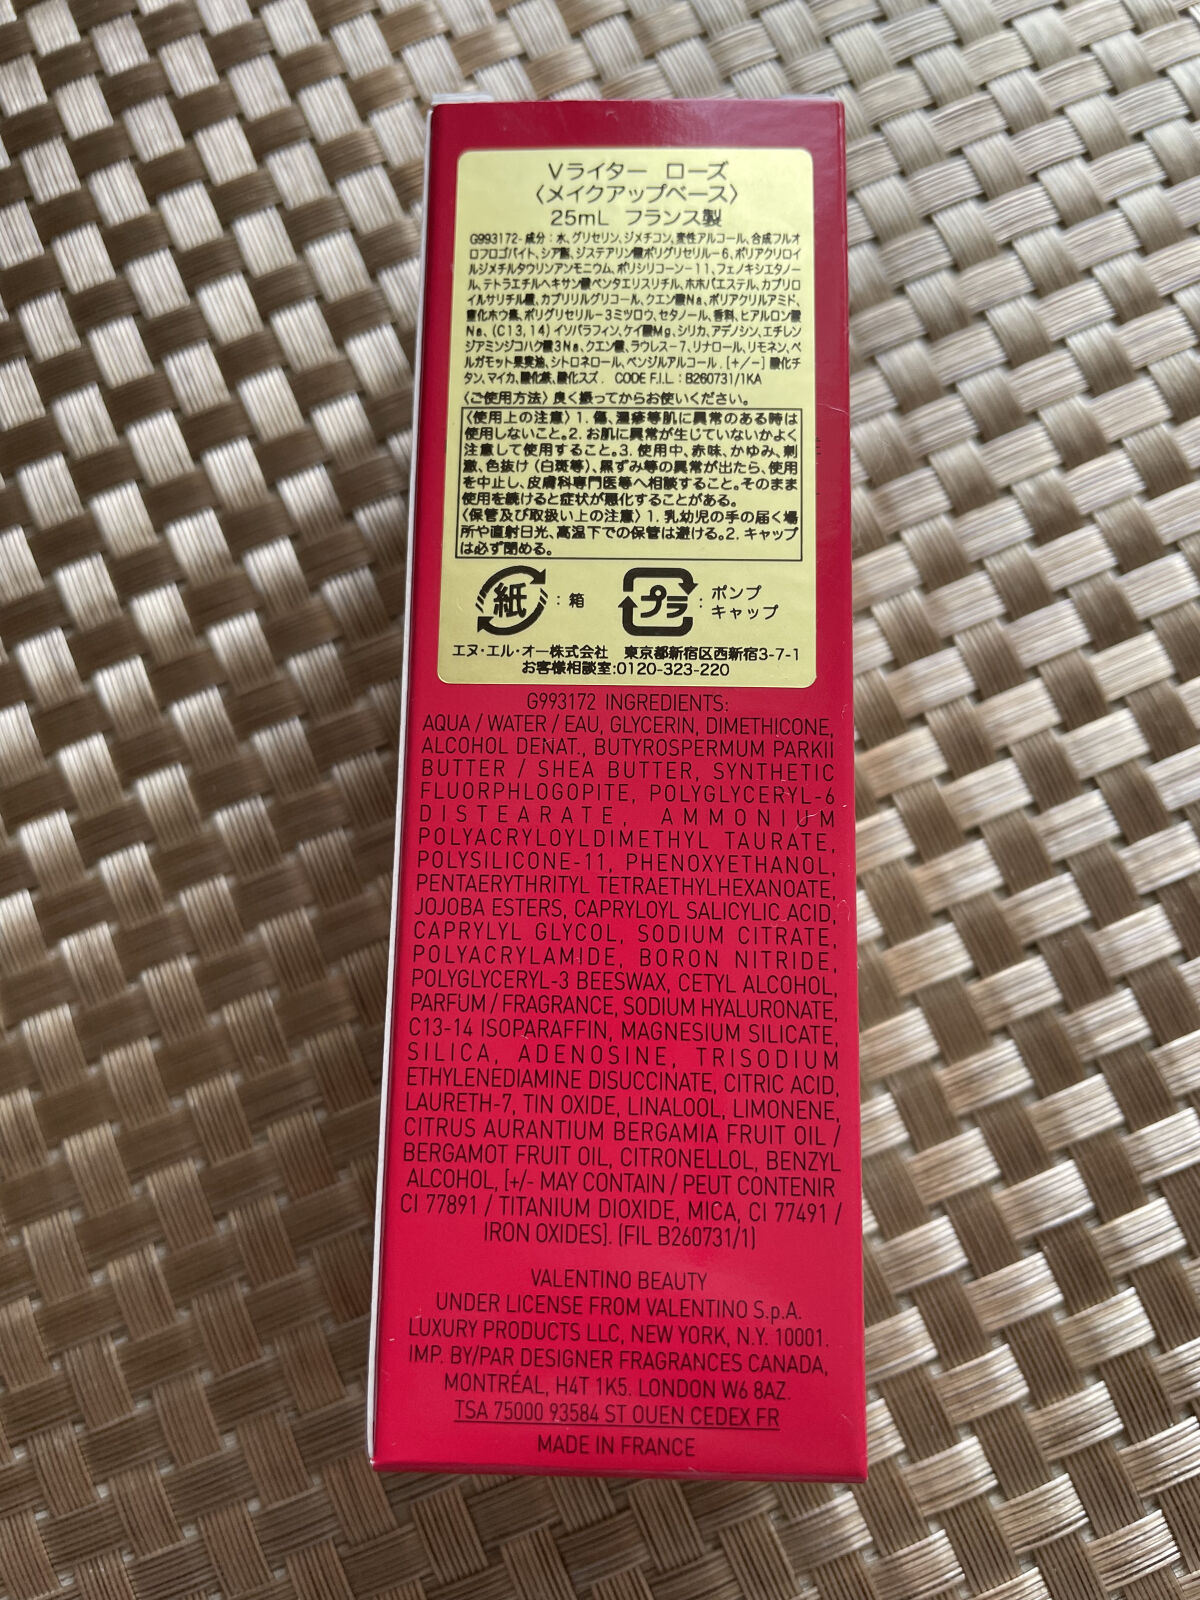 Vライター ローズ
〈メイクアップベース〉
25mL フランス製
G993172-成分：水、グリセリン、ジメチコン、変性アルコール、合成フルオ
ロフロゴパイト、シア脂、ジステアリン酸ポリグリセリル-6、ポリアクリロイ
ルジメチルタウリンアンモニウム、ポリシリコーン-11、フェノキシエタノー
ル、テトラエチルヘキサン酸ペンタエリスリチル、ホホバエステル、カプリロ
イルサリチル酸、カプリリルグリコール、クエン酸Na、ポリアクリルアミド、
窒化ホウ素、ポリグリセリル-3ミツロウ、セタノール、香料、ヒアルロン酸
Na、(C13,14)イソパラフィン、ケイ酸Mg、シリカ、アデノシン、エチレン
ジアミンジコハク酸3Na、クエン酸、ラウレス-7、リナロール、リモネン、ベ
ルガモット果実油、シトロネロール、ベンジルアルコール．[+/−] 酸化チ
タン、マイカ、酸化鉄、酸化スズ． CODE F.I.L：B260731/1KA
〈ご使用方法〉良く振ってからお使いください。
〈使用上の注意〉1. 傷、湿疹等肌に異常のある時は
使用しないこと。2. お肌に異常が生じていないかよく
注意して使用すること。3. 使用中、赤味、かゆみ、刺
激、色抜け（白斑等）、黒ずみ等の異常が出たら、使用
を中止し、皮膚科専門医等へ相談すること。そのまま
使用を続けると症状が悪化することがある。
〈保管及び取扱い上の注意〉1. 乳幼児の手の届く場
所や直射日光、高温下での保管は避ける。2. キャップ
は必ず閉める。
紙：箱
プラ：ポンプ
キャップ
エヌ・エル・オー株式会社 東京都新宿区西新宿3-7-1
お客様相談室:0120-323-220
G993172 INGREDIENTS:
AQUA / WATER / EAU, GLYCERIN, DIMETHICONE,
ALCOHOL DENAT., BUTYROSPERMUM PARKII
BUTTER / SHEA BUTTER, SYNTHETIC
FLUORPHLOGOPITE, POLYGLYCERYL-6
DISTEARATE, AMMONIUM
POLYACRYLOYLDIMETHYL TAURATE,
POLYSILICONE-11, PHENOXYETHANOL,
PENTAERYTHRITYL TETRAETHYLHEXANOATE,
JOJOBA ESTERS, CAPRYLOYL SALICYLIC ACID,
CAPRYLYL GLYCOL, SODIUM CITRATE,
POLYACRYLAMIDE, BORON NITRIDE,
POLYGLYCERYL-3 BEESWAX, CETYL ALCOHOL,
PARFUM / FRAGRANCE, SODIUM HYALURONATE,
C13-14 ISOPARAFFIN, MAGNESIUM SILICATE,
SILICA, ADENOSINE, TRISODIUM
ETHYLENEDIAMINE DISUCCINATE, CITRIC ACID,
LAURETH-7, TIN OXIDE, LINALOOL, LIMONENE,
CITRUS AURANTIUM BERGAMIA FRUIT OIL /
BERGAMOT FRUIT OIL, CITRONELLOL, BENZYL
ALCOHOL, [+/- MAY CONTAIN / PEUT CONTENIR
CI 77891 / TITANIUM DIOXIDE, MICA, CI 77491 /
IRON OXIDES]. (FIL B260731/1)
VALENTINO BEAUTY
UNDER LICENSE FROM VALENTINO S.p.A.
LUXURY PRODUCTS LLC, NEW YORK, N.Y. 10001.
IMP. BY/PAR DESIGNER FRAGRANCES CANADA,
MONTRÉAL, H4T 1K5. LONDON W6 8AZ.
TSA 75000 93584 ST OUEN CEDEX FR
MADE IN FRANCE